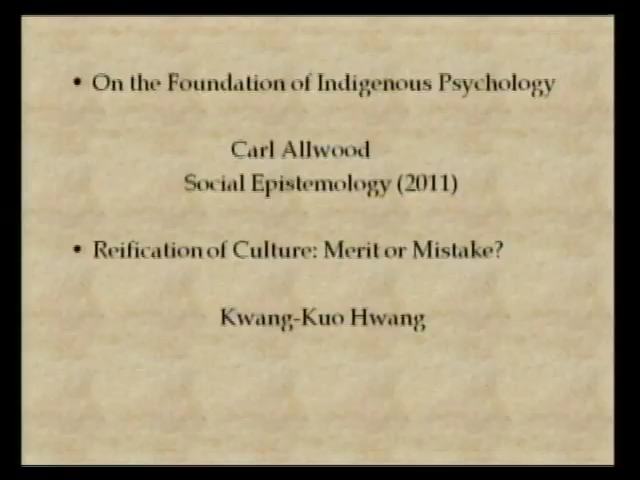 • On the Foundation of Indigenous Psychology
Carl Allwood
Social Epistemology (2011)
• Reification of Culture: Merit or Mistake?
Kwang-Kuo Hwang